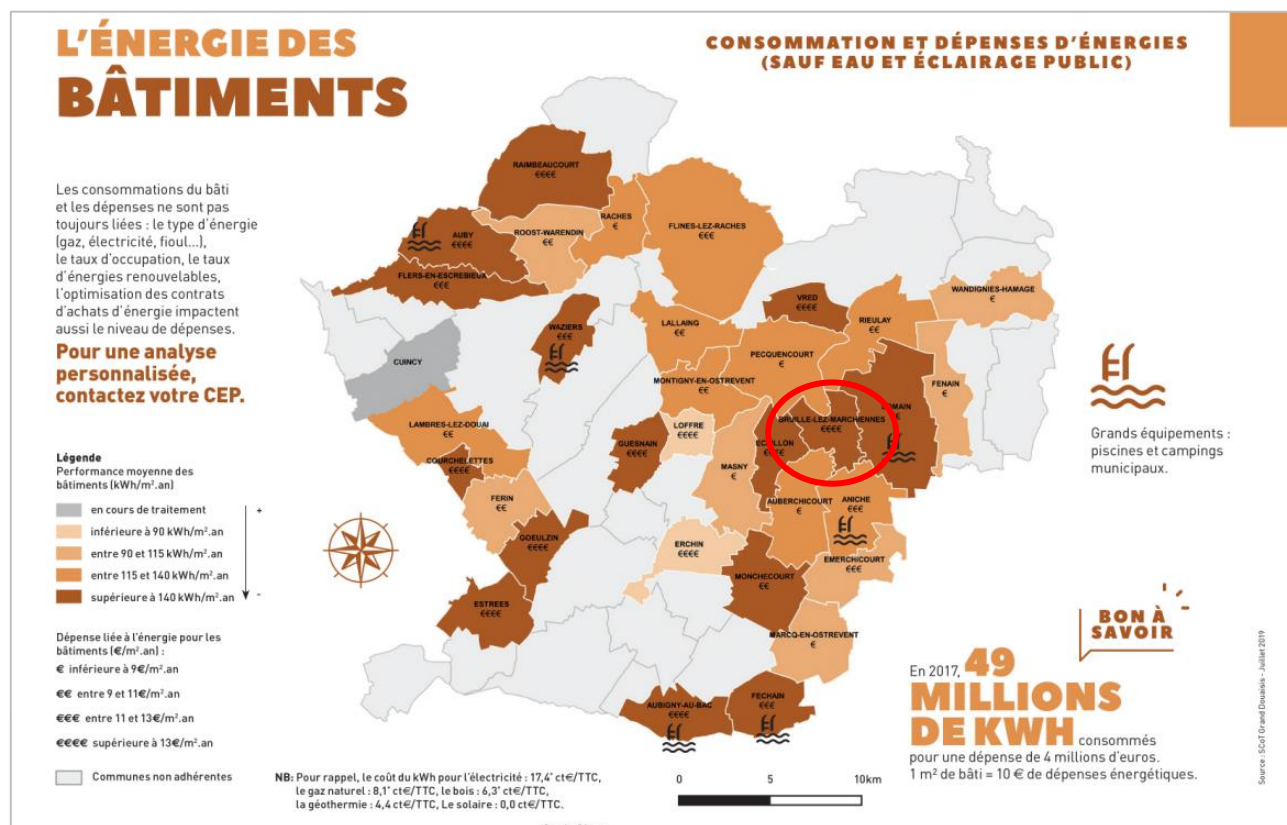 L'ÉNERGIE DES
BÂTIMENTS
CONSOMMATION ET DÉPENSES D'ÉNERGIES
(SAUF EAU ET ÉCLAIRAGE PUBLIC)
Les consommations du bâti
et les dépenses ne sont pas
toujours liées : le type d'énergie
(gaz, électricité, fioul...),
le taux d'occupation, le taux
d'énergies renouvelables,
l'optimisation des contrats
d'achats d'énergie impactent
aussi le niveau de dépenses.
Pour une analyse
personnalisée,
contactez votre CEP.
Légende
Performance moyenne des
bâtiments (kWh/m².an)
en cours de traitement +
inférieure à 90 kWh/m².an
entre 90 et 115 kWh/m².an
entre 115 et 140 kWh/m².an
supérieure à 140 kWh/m².an -
Dépense liée à l'énergie pour les
bâtiments (€/m².an) :
€ inférieure à 9€/m².an
€€ entre 9 et 11€/m².an
€€€ entre 11 et 13€/m².an
€€€€ supérieure à 13€/m².an
Communes non adhérentes
RAIMBEAUCOURT
€€€€
RACHES
€
FLINES-LEZ-RACHES
€€€
AUBY
€€€€
ROOST-WARENDIN
€€
FLERS-EN-ESCREBIEUX
€€€
WANDIGNIES-HAMAGE
€
VRED
€€€€
RIEULAY
€€
LALLAING
€€
WAZIERS
€€€
PECQUENCOURT
€
CUINCY
MONTIGNY-EN-OSTREVENT
€€
FENAIN
€
BRUILLE-LEZ-MARCHIENNES
€€€€
LAMBRES-LEZ-DOUAI
€€
LOFFRE
€€€€
GUESNAIN
€€€€
COURCHELETTES
€€€€
MASNY
€
FERIN
€€
AUBERCHICOURT
€
ANICHE
€€€
GOEULZIN
€€€€
ERCHIN
€€€€
EMERCHICOURT
€€€
MONCHECOURT
€€
ESTREES
€€€€
MARCQ-EN-OSTREVENT
€€
AUBIGNY-AU-BAC
€€€€
FECHAIN
€€€
Grands équipements :
piscines et campings
municipaux.
BON À
SAVOIR
En 2017, 49
MILLIONS
DE KWH consommés
pour une dépense de 4 millions d'euros.
1 m² de bâti = 10 € de dépenses énergétiques.
NB: Pour rappel, le coût du kWh pour l'électricité : 17,4* ct€/TTC,
le gaz naturel : 8,1* ct€/TTC, le bois : 6,3* ct€/TTC,
la géothermie : 4,4 ct€/TTC, Le solaire : 0,0 ct€/TTC.
0 5 10km
Source : SCoT Grand Douaisis - Juillet 2019